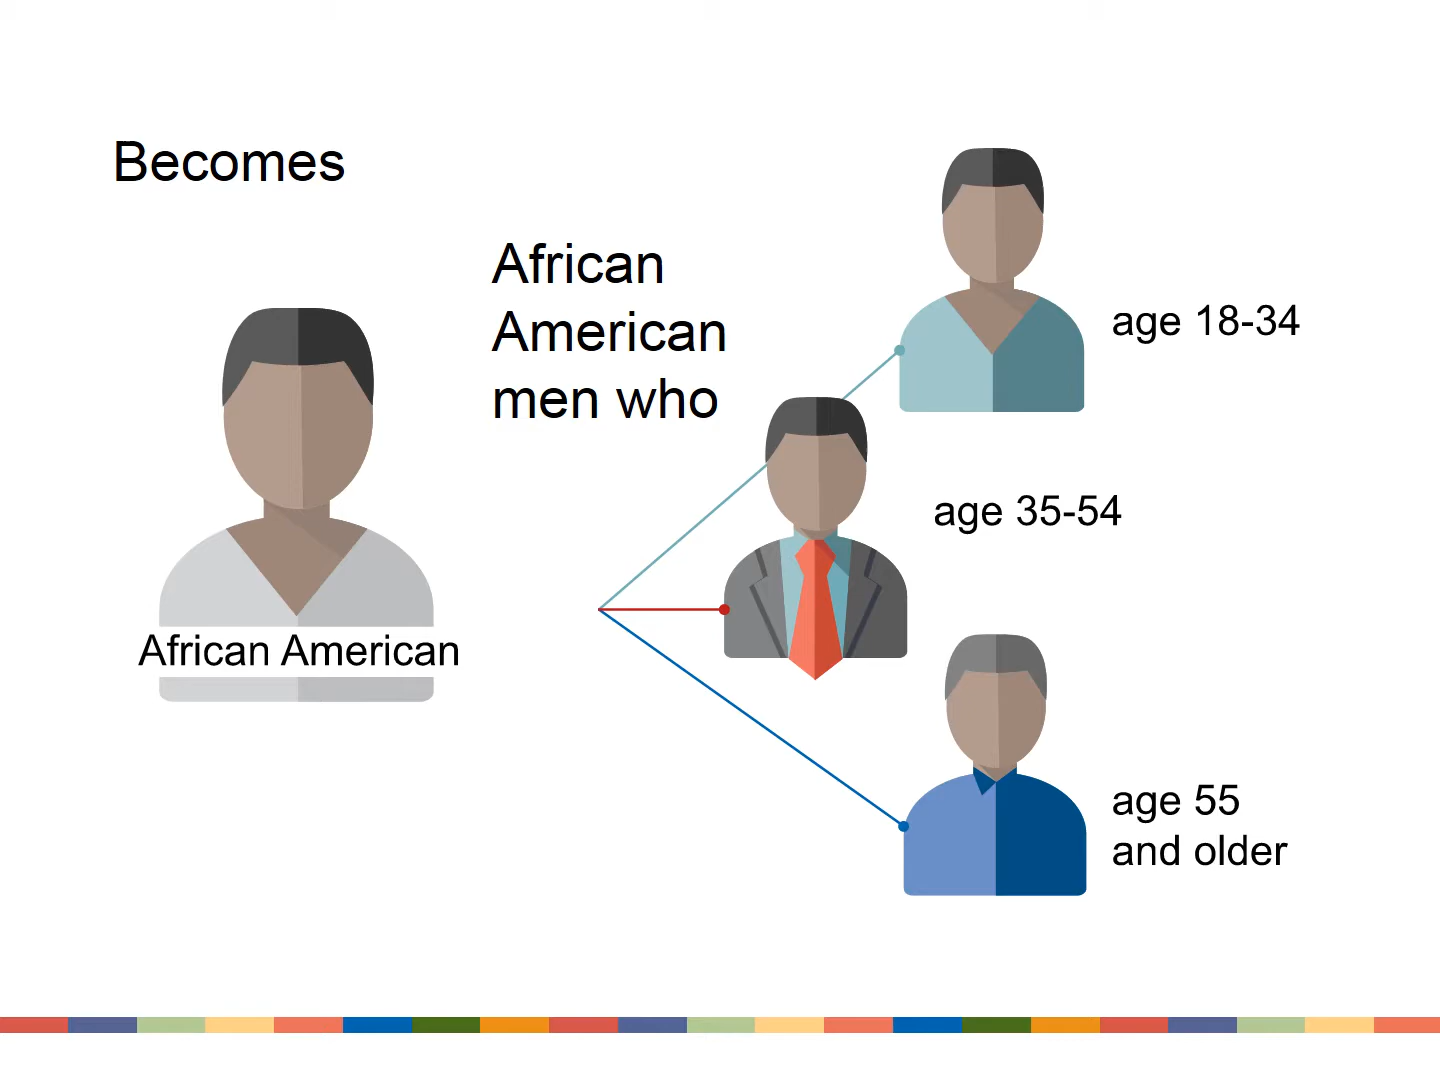 Becomes
African
American
men who
age 18-34
age 35-54
African American
age 55
and older